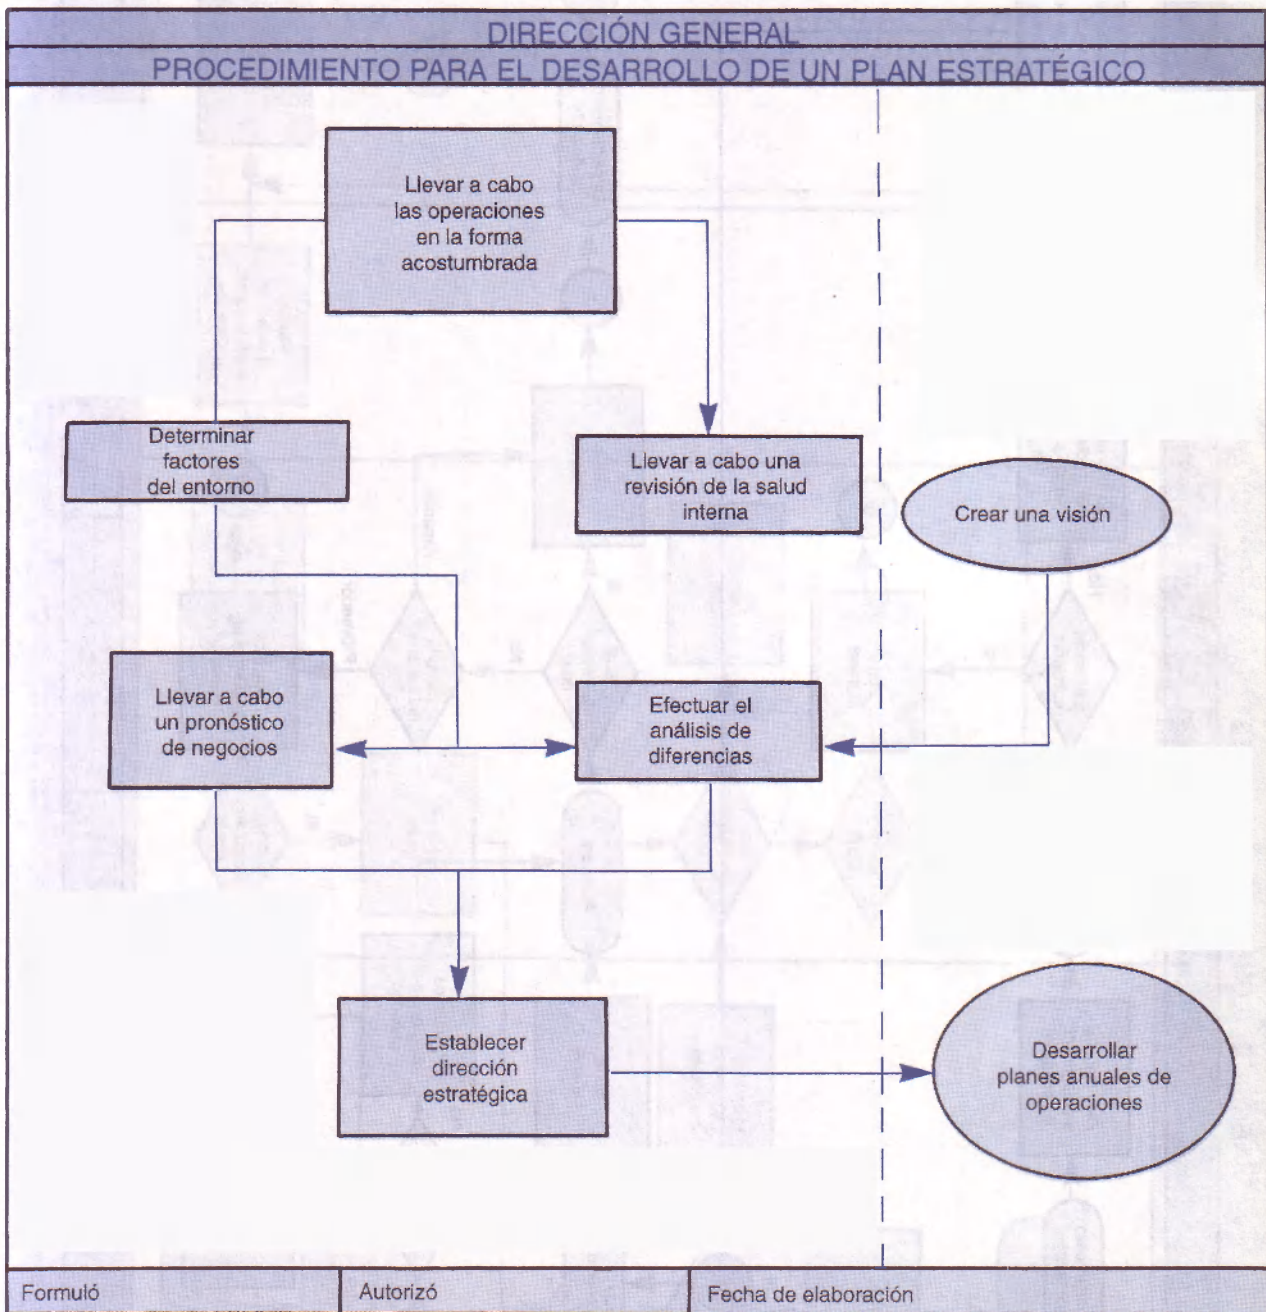 DIRECCIÓN GENERAL
PROCEDIMIENTO PARA EL DESARROLLO DE UN PLAN ESTRATÉGICO
Llevar a cabo
las operaciones
en la forma
acostumbrada
Determinar
factores
del entorno
Llevar a cabo una
revisión de la salud
interna
Crear una visión
Llevar a cabo
un pronóstico
de negocios
Efectuar el
análisis de
diferencias
Establecer
dirección
estratégica
Desarrollar
planes anuales de
operaciones
Formuló
Autorizó
Fecha de elaboración